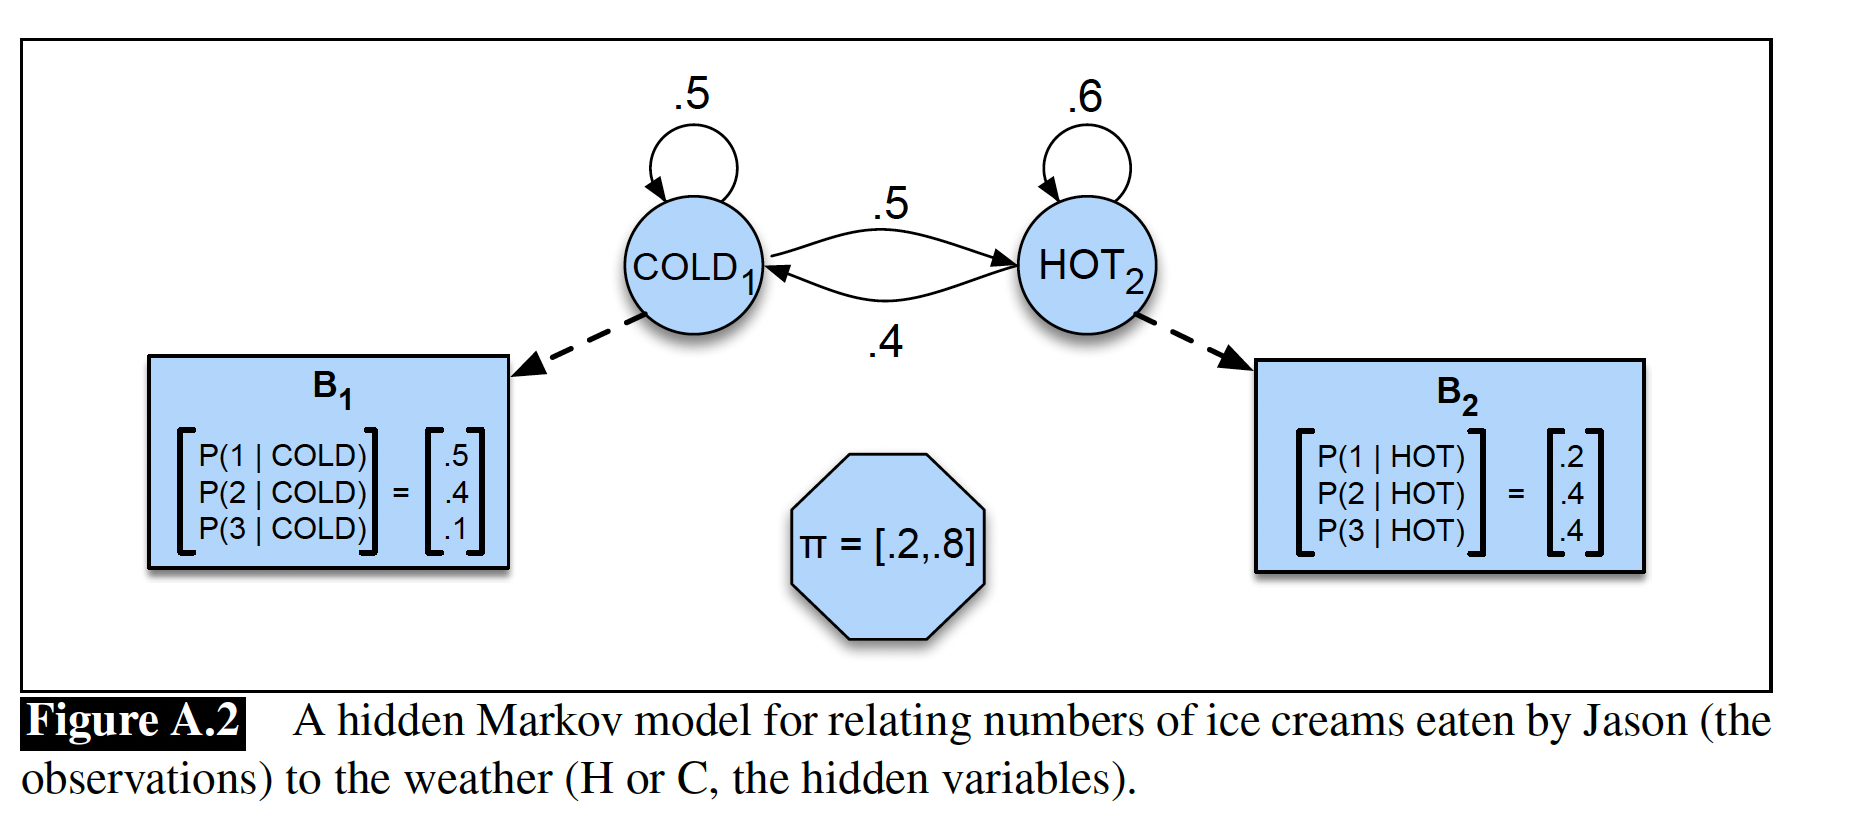 .5
.6
.5
COLD1
HOT2
.4
B1
P(1 | COLD)
P(2 | COLD)
P(3 | COLD)
=
.5
.4
.1
B2
P(1 | HOT)
P(2 | HOT)
P(3 | HOT)
=
.2
.4
.4
π = [.2,.8]
Figure A.2 A hidden Markov model for relating numbers of ice creams eaten by Jason (the
observations) to the weather (H or C, the hidden variables).